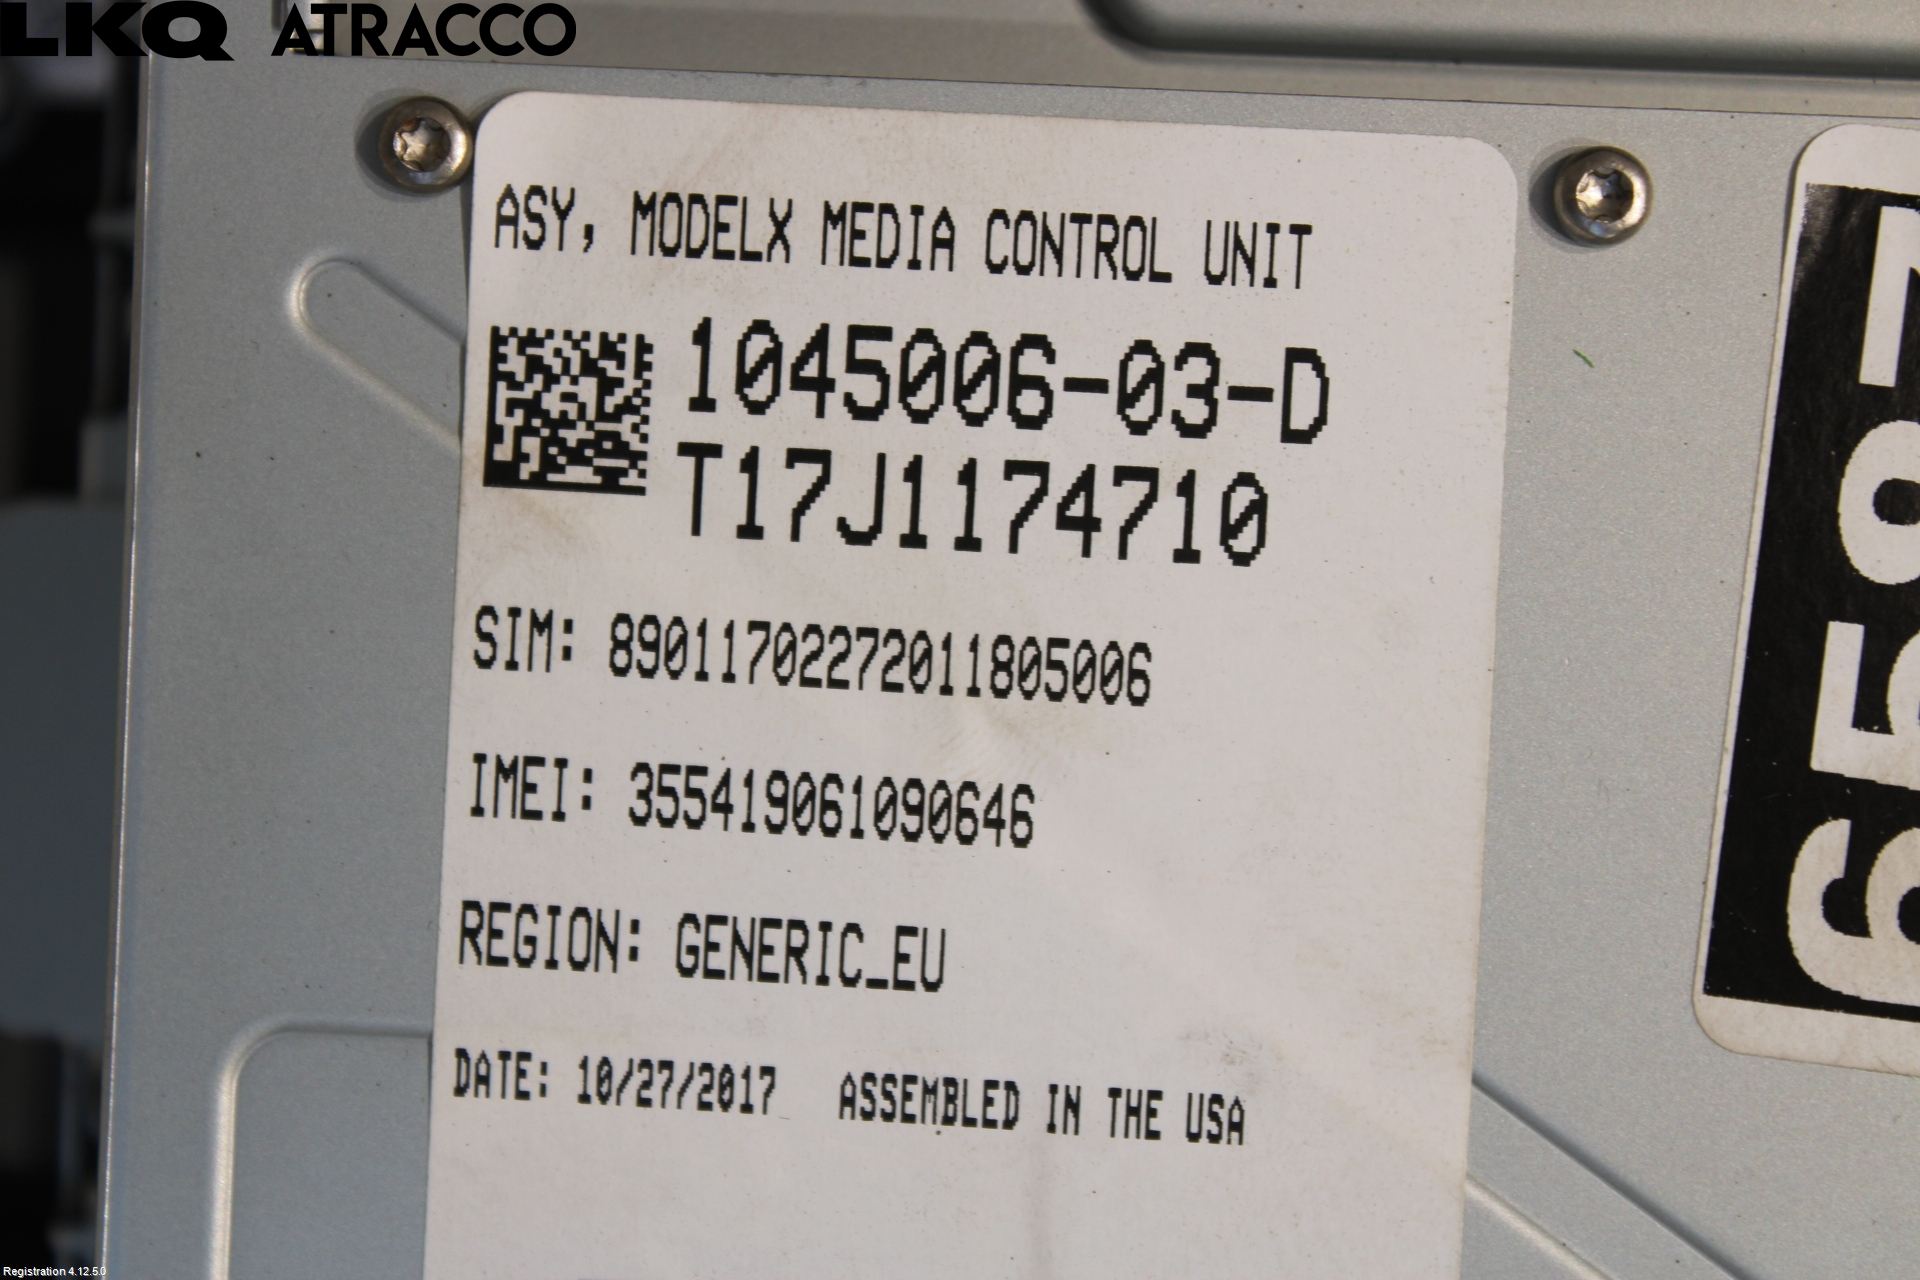 LKQ ATRACCO
ASY, MODELX MEDIA CONTROL UNIT
1045006-03-D
T17J1174710
SIM: 89011702272011805006
IMEI: 355419061090646
REGION: GENERIC_EU
DATE: 10/27/2017 ASSEMBLED IN THE USA
Registration 4.12.5.0